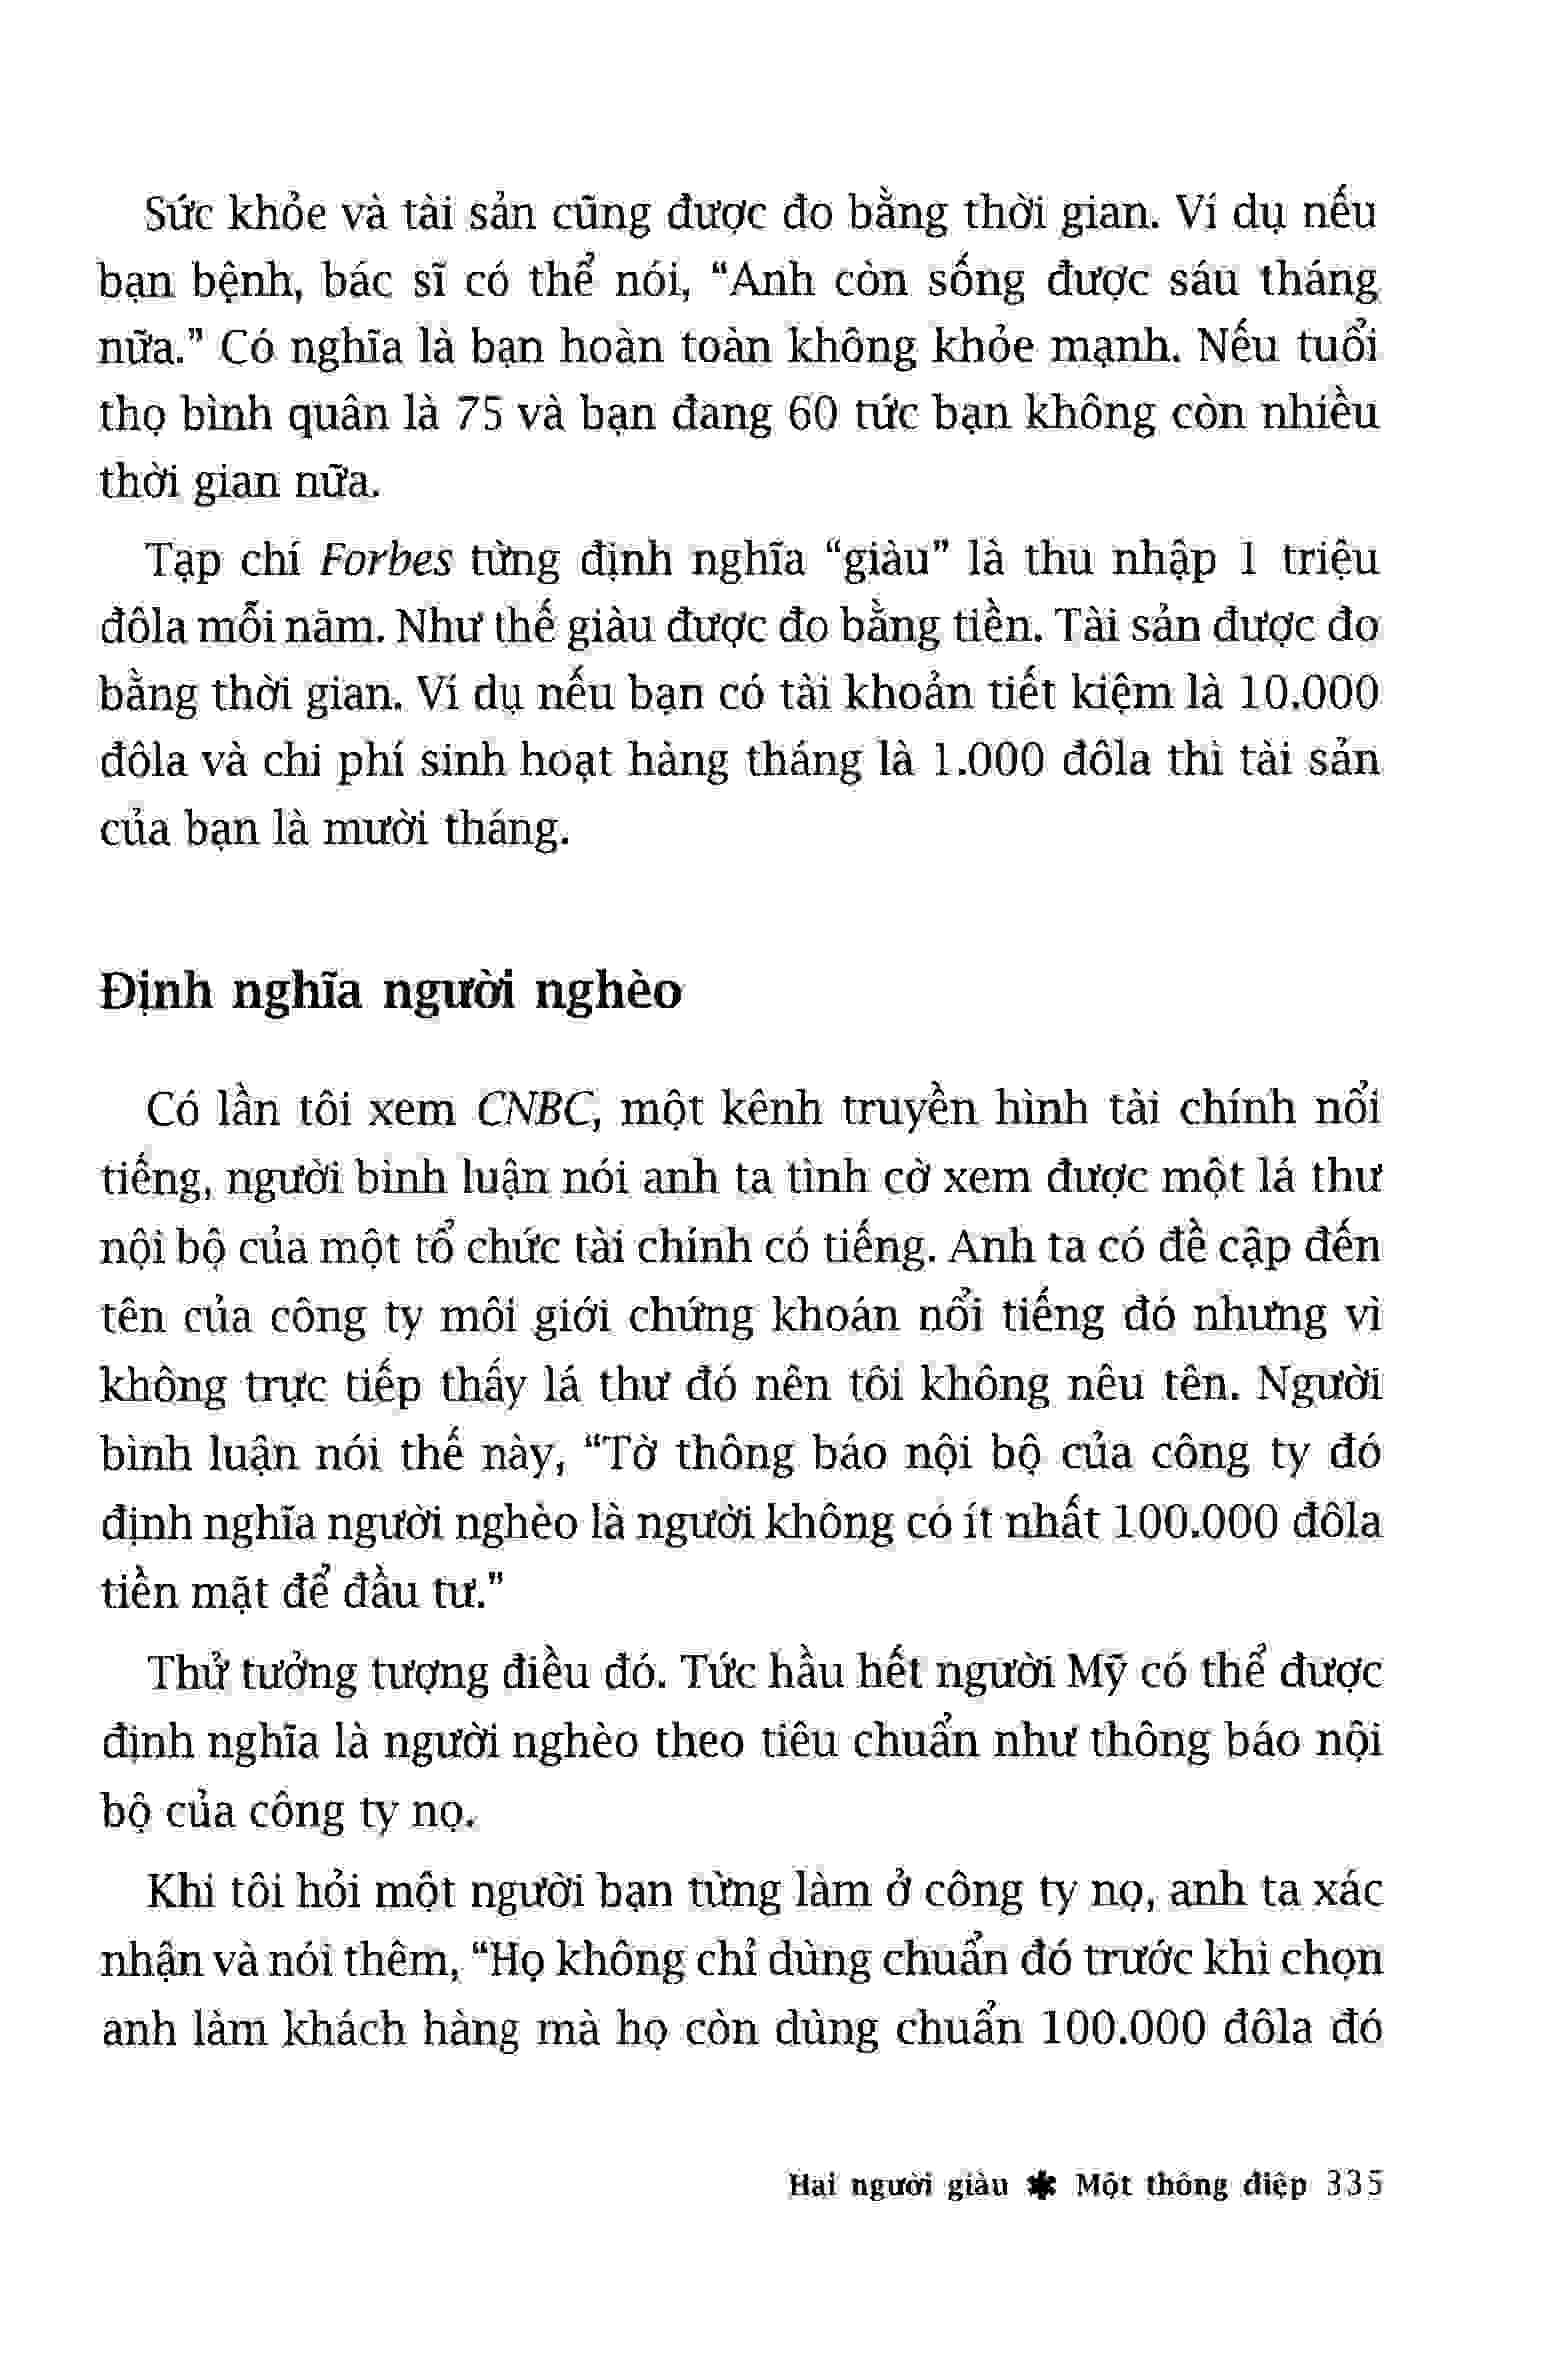 Sức khỏe và tài sản cũng được đo bằng thời gian. Ví dụ nếu
bạn bệnh, bác sĩ có thể nói, “Anh còn sống được sáu tháng
nữa.” Có nghĩa là bạn hoàn toàn không khỏe mạnh. Nếu tuổi
thọ bình quân là 75 và bạn đang 60 tức bạn không còn nhiều
thời gian nữa.
Tạp chí Forbes từng định nghĩa “giàu” là thu nhập 1 triệu
đôla mỗi năm. Như thế giàu được đo bằng tiền. Tài sản được đo
bằng thời gian. Ví dụ nếu bạn có tài khoản tiết kiệm là 10.000
đôla và chi phí sinh hoạt hàng tháng là 1.000 đôla thì tài sản
của bạn là mười tháng.
Định nghĩa người nghèo
Có lần tôi xem CNBC, một kênh truyền hình tài chính nổi
tiếng, người bình luận nói anh ta tình cờ xem được một lá thư
nội bộ của một tổ chức tài chính có tiếng. Anh ta có đề cập đến
tên của công ty môi giới chứng khoán nổi tiếng đó nhưng vì
không trực tiếp thấy lá thư đó nên tôi không nêu tên. Người
bình luận nói thế này, “Tờ thông báo nội bộ của công ty đó
định nghĩa người nghèo là người không có ít nhất 100.000 đôla
tiền mặt để đầu tư.”
Thử tưởng tượng điều đó. Tức hầu hết người Mỹ có thể được
định nghĩa là người nghèo theo tiêu chuẩn như thông báo nội
bộ của công ty nọ.
Khi tôi hỏi một người bạn từng làm ở công ty nọ, anh ta xác
nhận và nói thêm, “Họ không chỉ dùng chuẩn đó trước khi chọn
anh làm khách hàng mà họ còn dùng chuẩn 100.000 đôla đó
Hai người giàu ✱ Một thông điệp 335